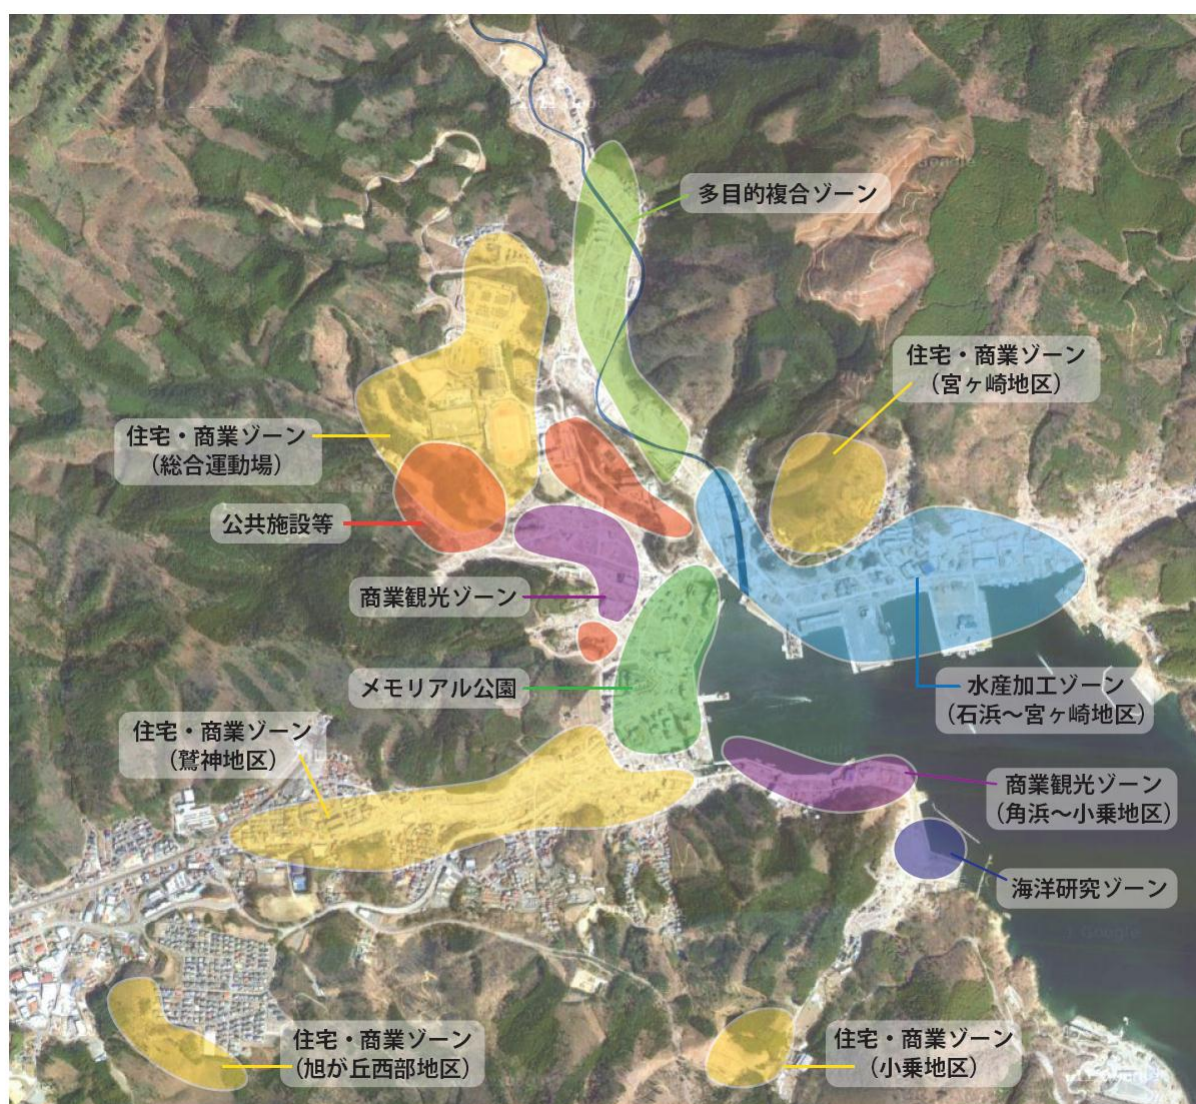 多目的複合ゾーン
住宅・商業ゾーン
（宮ヶ崎地区）
住宅・商業ゾーン
（総合運動場）
公共施設等
商業観光ゾーン
メモリアル公園
水産加工ゾーン
（石浜〜宮ヶ崎地区）
住宅・商業ゾーン
（鷲神地区）
商業観光ゾーン
（角浜〜小乗地区）
海洋研究ゾーン
Google
住宅・商業ゾーン
（旭が丘西部地区）
住宅・商業ゾーン
（小乗地区）